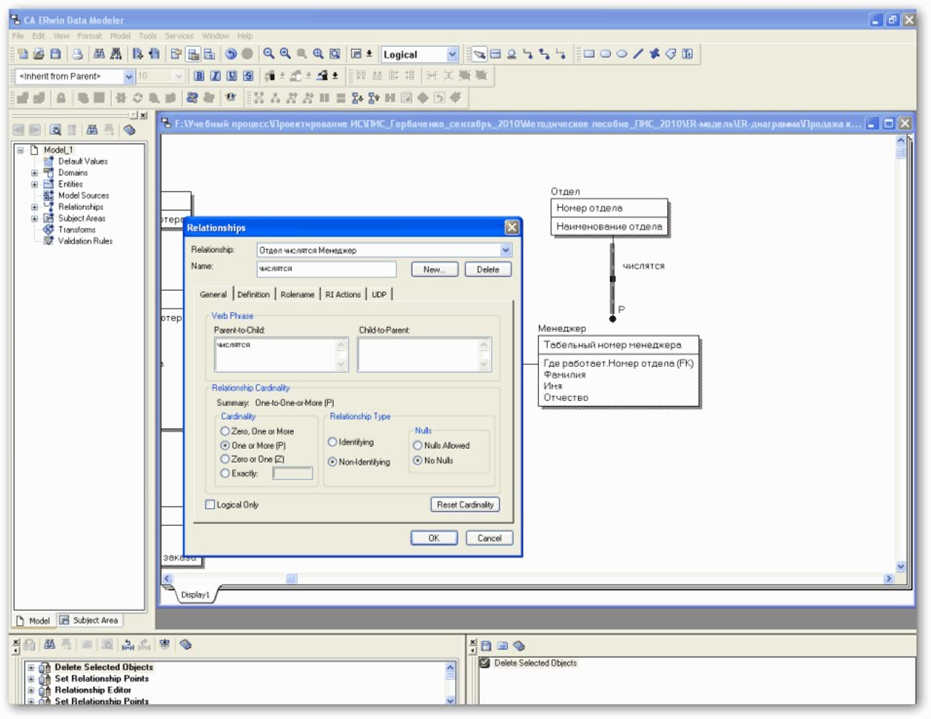 CA ERwin Data Modeler
File Edit View Format Model Tools Services Window Help
Logical
<Inherit from Parent> 10
F:\Учебный процесс\Проектирование ИС\ПИС_Горбаченко_сентябрь_2010\Методическое пособие_ПИС_2010\ER-модель\ER-диаграмма\Продажа к...
Model_1
Default Values
Domains
Entities
Model Sources
Relationships
Subject Areas
Transforms
Validation Rules
Отдел
Номер отдела
Наименование отдела
числятся
P
Менеджер
Табельный номер менеджера
Где работает.Номер отдела (FK)
Фамилия
Имя
Отчество
Relationships
Relationship: Отдел числятся Менеджер
Name: числятся New... Delete
General Definition Rolename RI Actions UDP
Verb Phrase
Parent-to-Child: Child-to-Parent:
числятся
Relationship Cardinality
Summary: One-to-One-or-More (P)
Cardinality Relationship Type
Zero, One or More Nulls
One or More (P) Identifying Nulls Allowed
Zero or One (Z) Non-Identifying No Nulls
Exactly:
Logical Only Reset Cardinality
OK Cancel
заказа
Display1
Model Subject Area
Delete Selected Objects
Set Relationship Points
Relationship Editor
Set Relationship Points
Delete Selected Objects